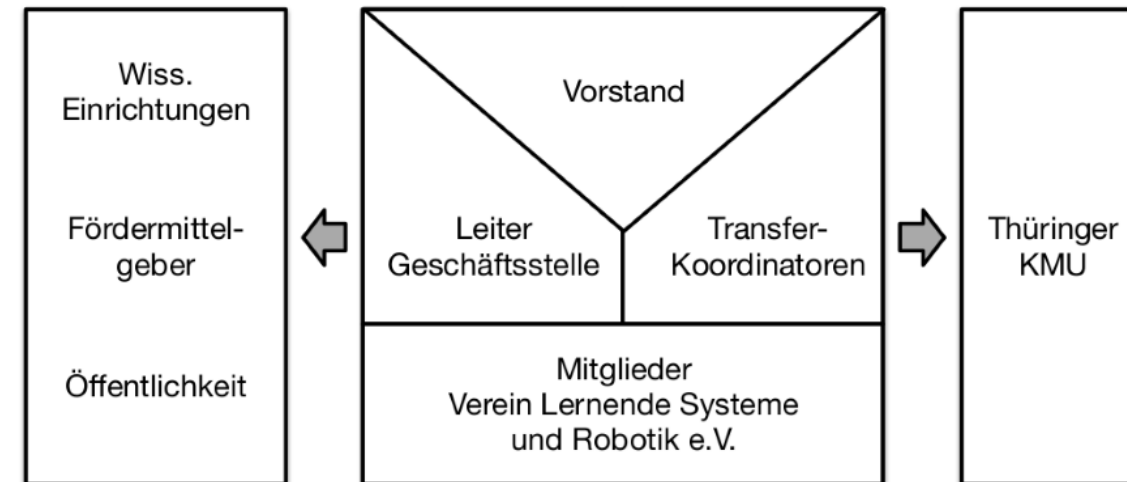 Wiss.
Einrichtungen
Fördermittel-
geber
Öffentlichkeit
Vorstand
Leiter
Geschäftsstelle
Transfer-
Koordinatoren
Mitglieder
Verein Lernende Systeme
und Robotik e.V.
Thüringer
KMU